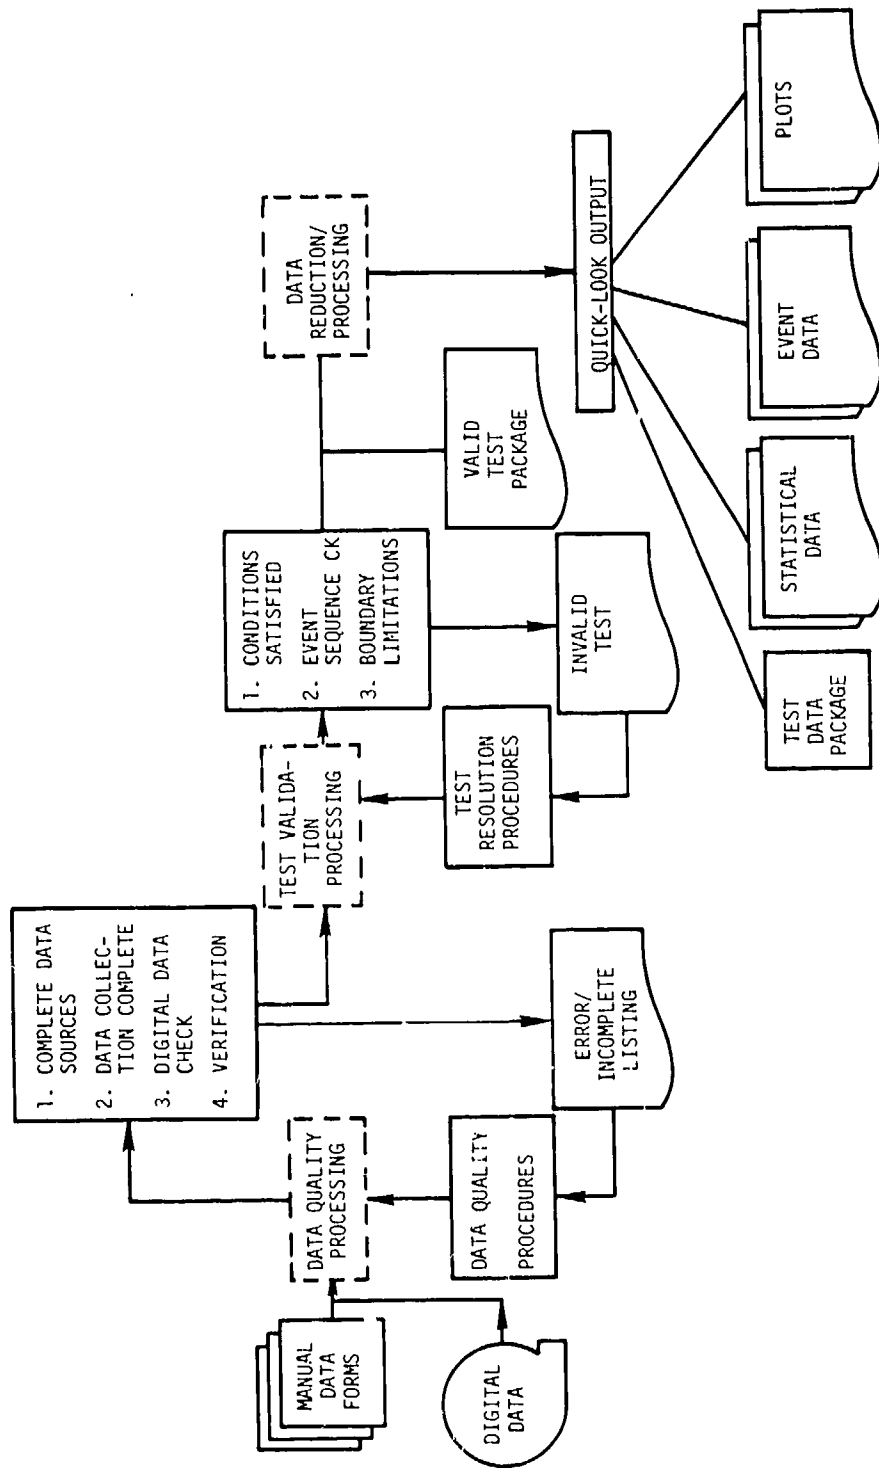 MANUAL
DATA
FORMS
DIGITAL
DATA
DATA QUALITY
PROCESSING
DATA QUALITY
PROCEDURES
1. COMPLETE DATA
SOURCES
2. DATA COLLEC-
TION COMPLETE
3. DIGITAL DATA
CHECK
4. VERIFICATION
ERROR/
INCOMPLETE
LISTING
TEST VALIDA-
TION
PROCESSING
TEST
RESOLUTION
PROCEDURES
1. CONDITIONS
SATISFIED
2. EVENT
SEQUENCE CK
3. BOUNDARY
LIMITATIONS
INVALID
TEST
VALID
TEST
PACKAGE
DATA
REDUCTION/
PROCESSING
QUICK-LOOK OUTPUT
TEST
DATA
PACKAGE
STATISTICAL
DATA
EVENT
DATA
PLOTS